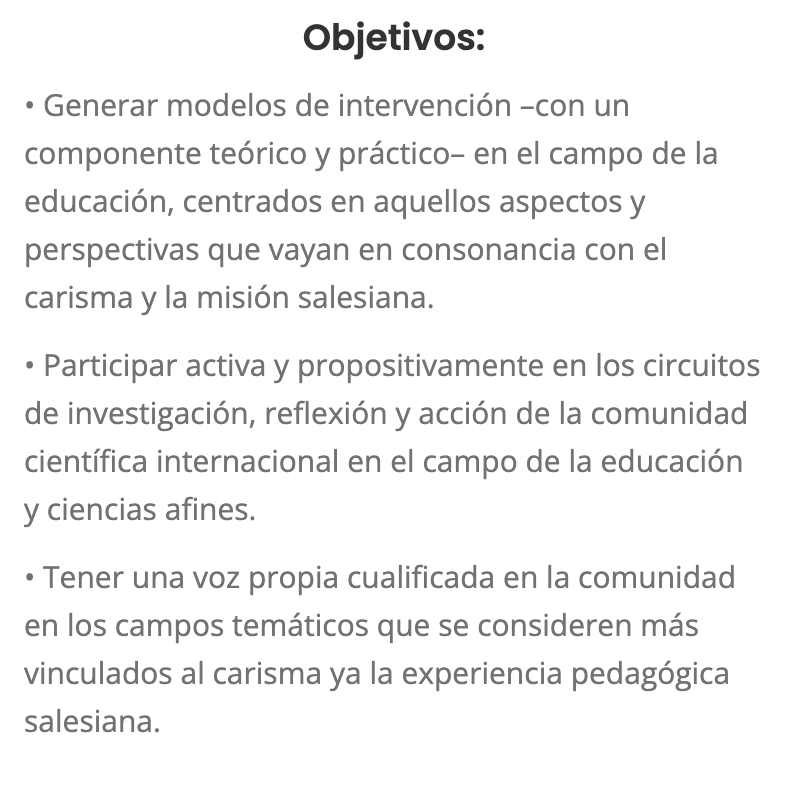 Objetivos:
• Generar modelos de intervención –con un
componente teórico y práctico– en el campo de la
educación, centrados en aquellos aspectos y
perspectivas que vayan en consonancia con el
carisma y la misión salesiana.
• Participar activa y propositivamente en los circuitos
de investigación, reflexión y acción de la comunidad
científica internacional en el campo de la educación
y ciencias afines.
• Tener una voz propia cualificada en la comunidad
en los campos temáticos que se consideren más
vinculados al carisma ya la experiencia pedagógica
salesiana.